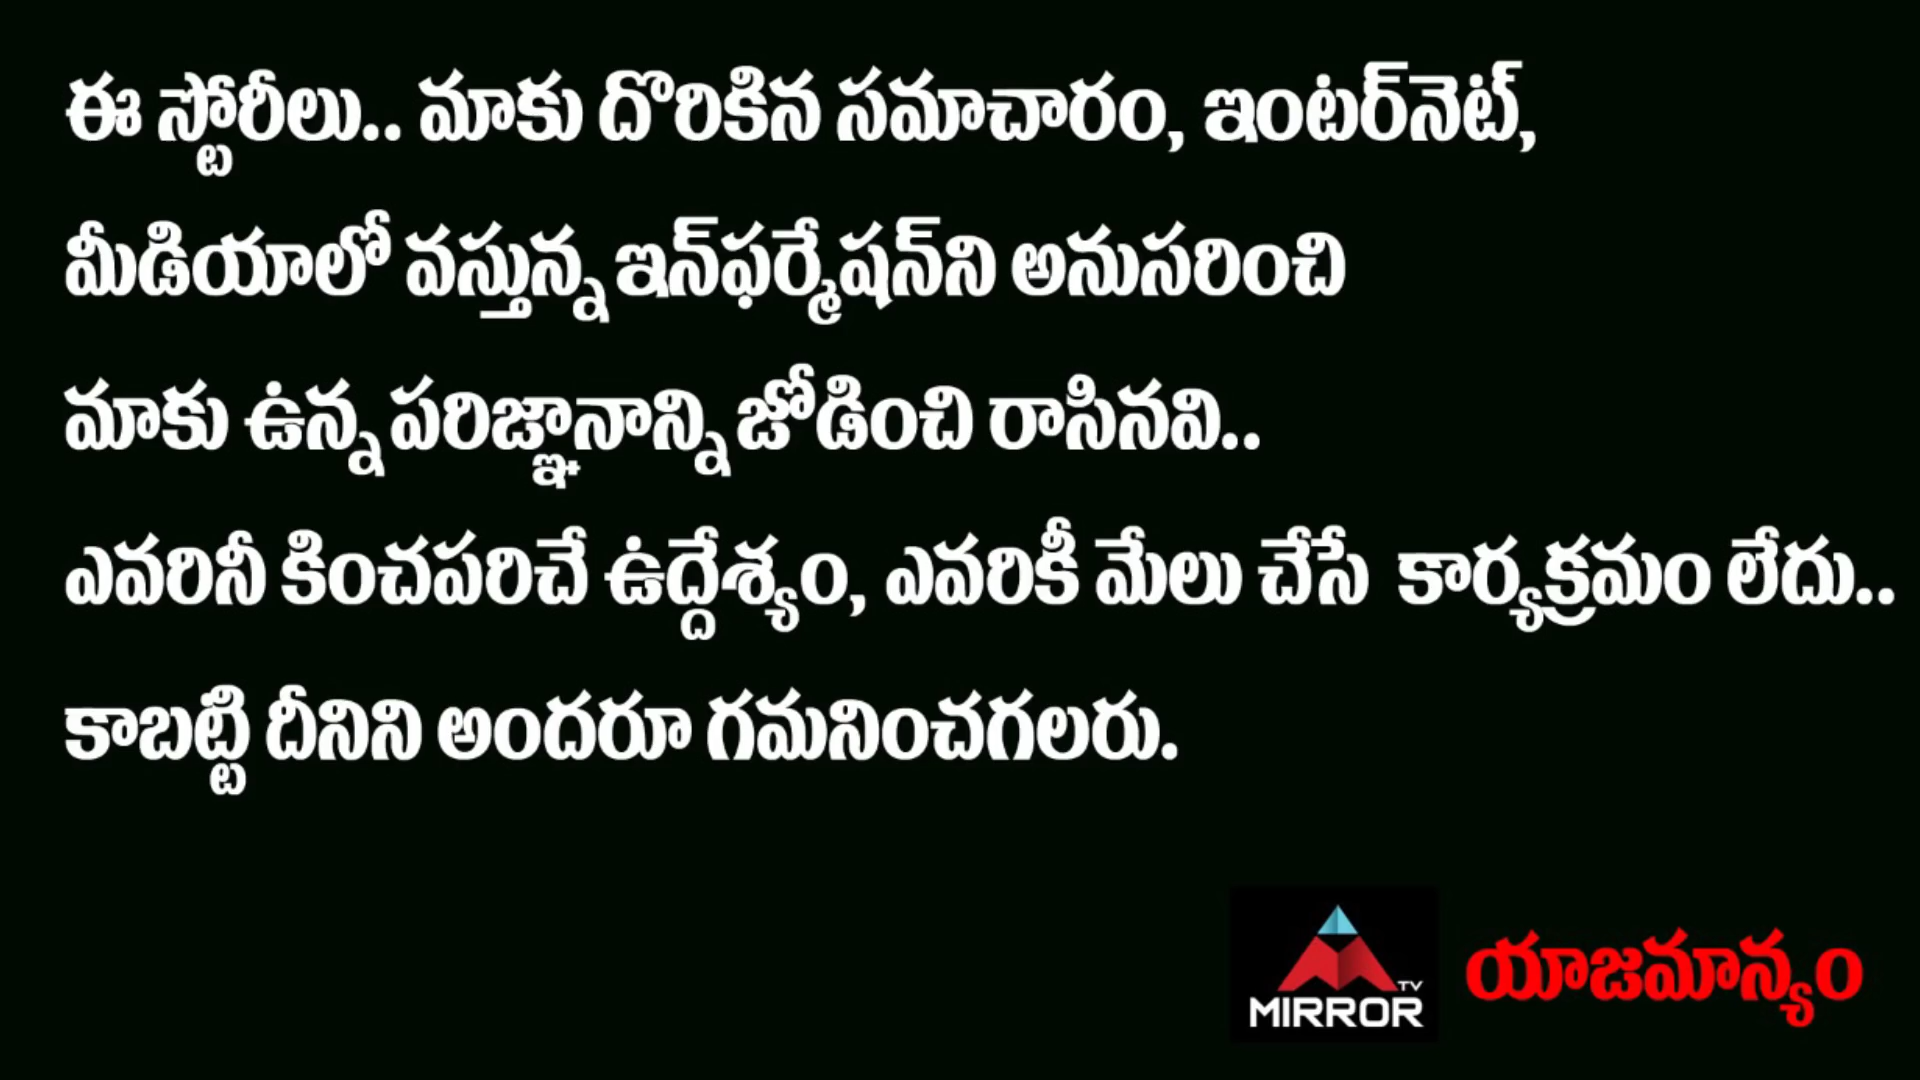 ఈ స్టోరీలు.. మాకు దొరికిన సమాచారం, ఇంటర్‌నెట్,
మీడియాలో వస్తున్న ఇన్‌ఫర్మేషన్‌ని అనుసరించి
మాకు ఉన్న పరిజ్ఞానాన్ని జోడించి రాసినవి..
ఎవరినీ కించపరిచే ఉద్దేశ్యం, ఎవరికీ మేలు చేసే కార్యక్రమం లేదు..
కాబట్టి దీనిని అందరూ గమనించగలరు.
TV
MIRROR
యాజమాన్యం